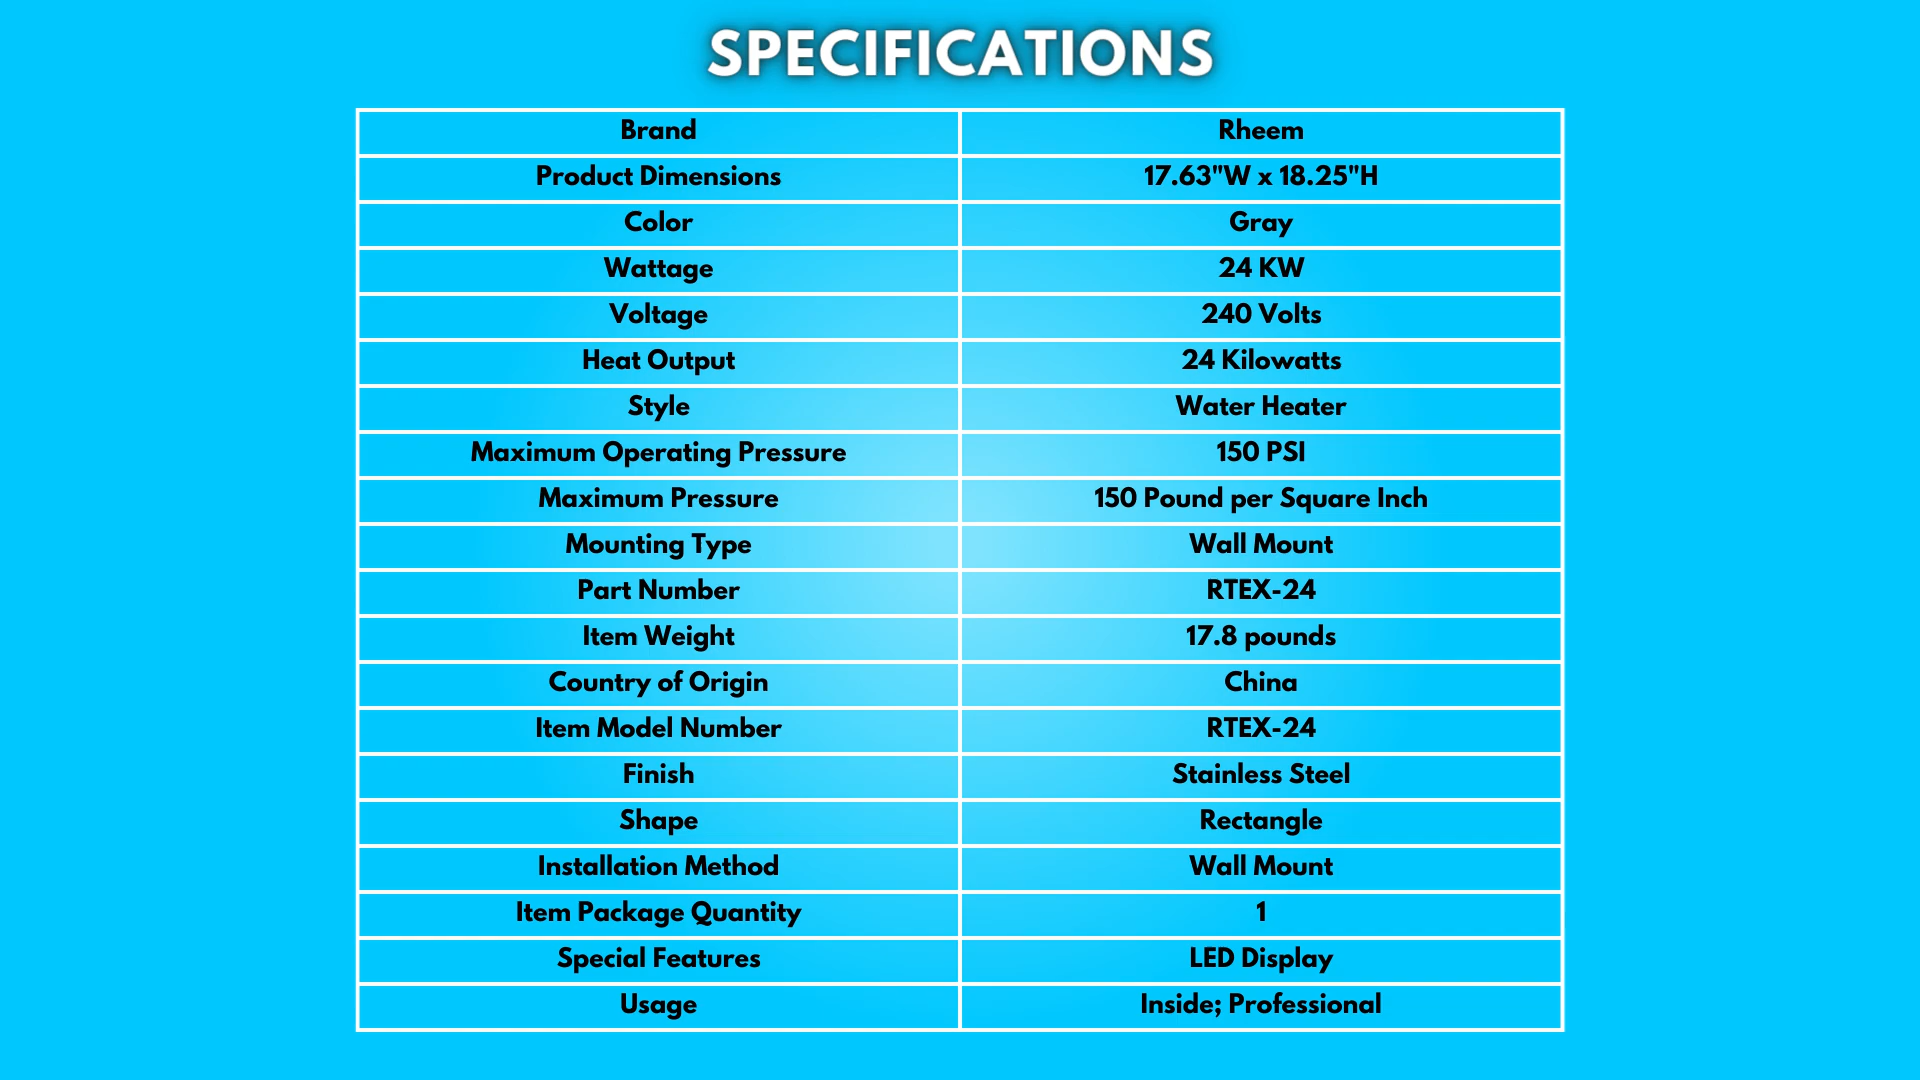 SPECIFICATIONS
Brand Rheem
Product Dimensions 17.63"W x 18.25"H
Color Gray
Wattage 24 KW
Voltage 240 Volts
Heat Output 24 Kilowatts
Style Water Heater
Maximum Operating Pressure 150 PSI
Maximum Pressure 150 Pound per Square Inch
Mounting Type Wall Mount
Part Number RTEX-24
Item Weight 17.8 pounds
Country of Origin China
Item Model Number RTEX-24
Finish Stainless Steel
Shape Rectangle
Installation Method Wall Mount
Item Package Quantity 1
Special Features LED Display
Usage Inside; Professional